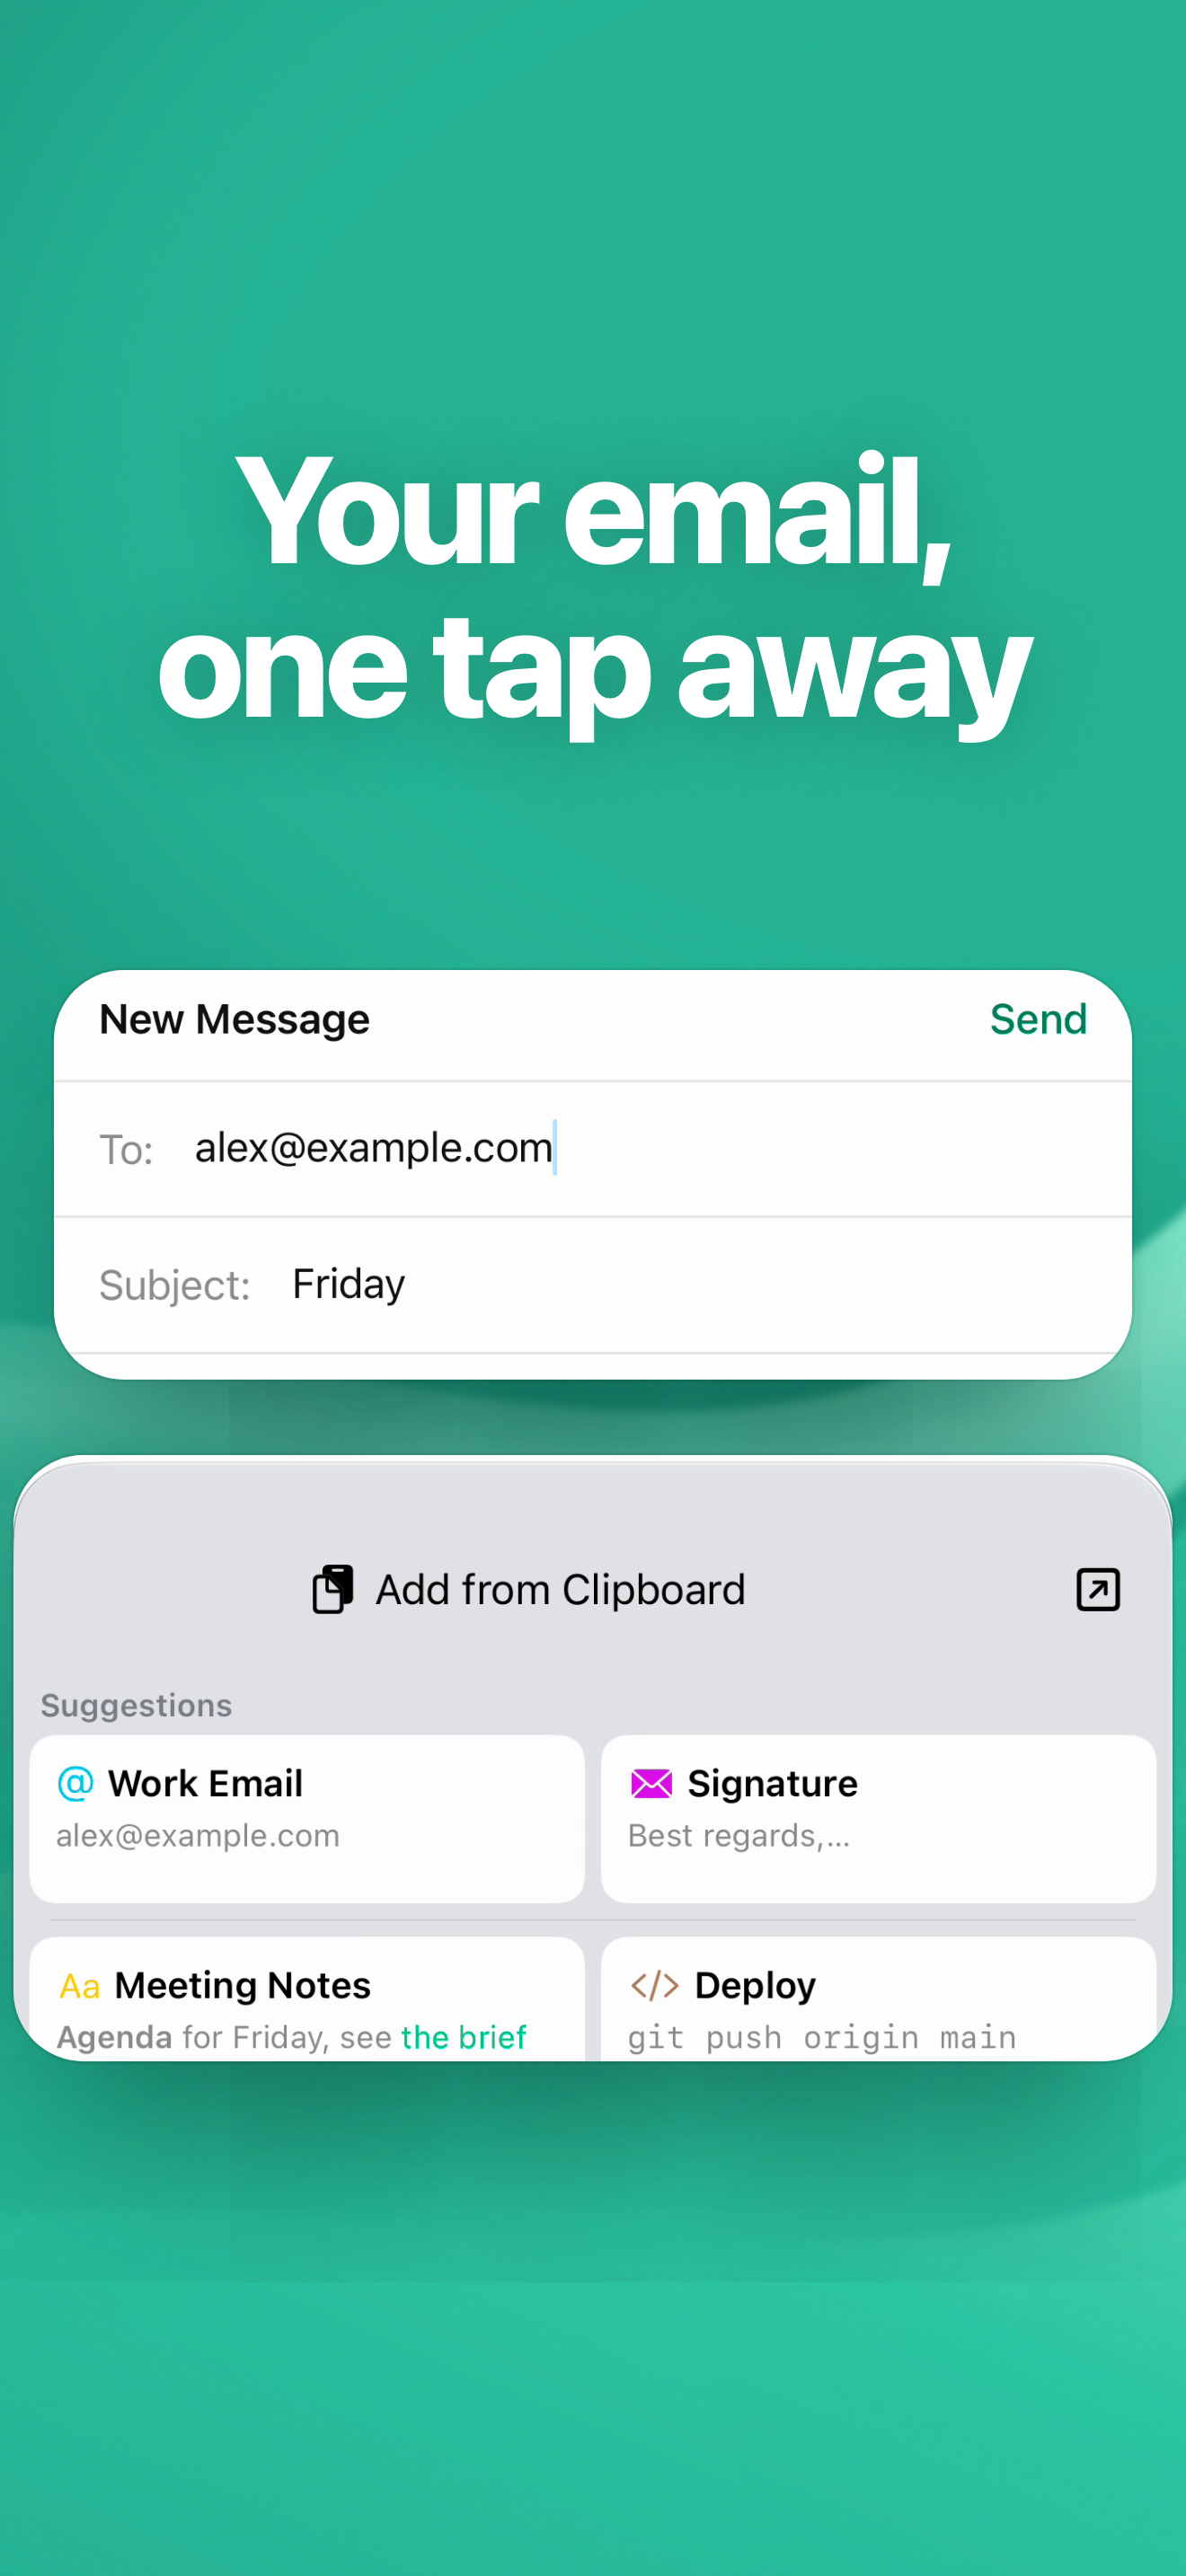 Your email,
one tap away
New Message
Send
To: alex@example.com
Subject: Friday
Add from Clipboard
Suggestions
@ Work Email
alex@example.com
Signature
Best regards,...
Aa Meeting Notes
Agenda for Friday, see the brief
</> Deploy
git push origin main